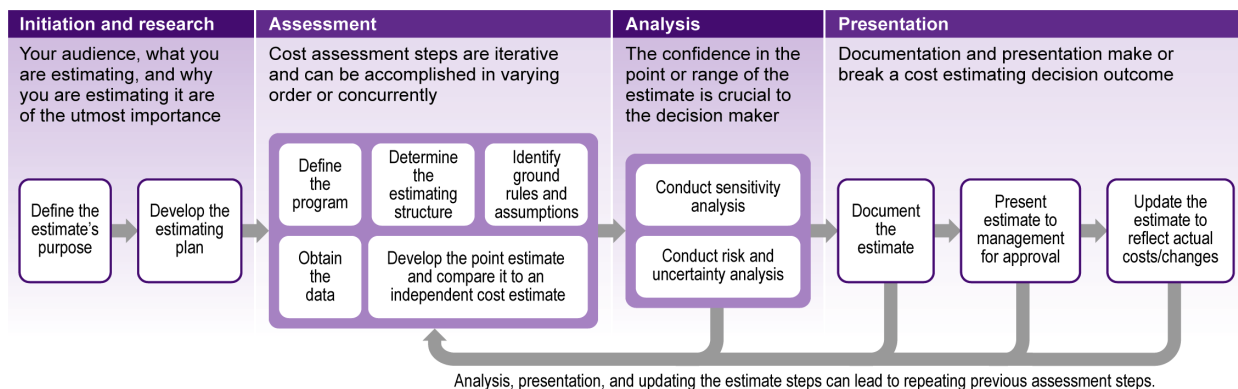 Initiation and research
Your audience, what you
are estimating, and why
you are estimating it are
of the utmost importance
Define the
estimate's
purpose
Develop the
estimating
plan
Assessment
Cost assessment steps are iterative
and can be accomplished in varying
order or concurrently
Define
the
program
Determine
the
estimating
structure
Identify
ground
rules and
assumptions
Obtain
the
data
Develop the point estimate
and compare it to an
independent cost estimate
Analysis
The confidence in the
point or range of the
estimate is crucial to
the decision maker
Conduct sensitivity
analysis
Conduct risk and
uncertainty analysis
Presentation
Documentation and presentation make or
break a cost estimating decision outcome
Document
the
estimate
Present
estimate to
management
for approval
Update the
estimate to
reflect actual
costs/changes
Analysis, presentation, and updating the estimate steps can lead to repeating previous assessment steps.